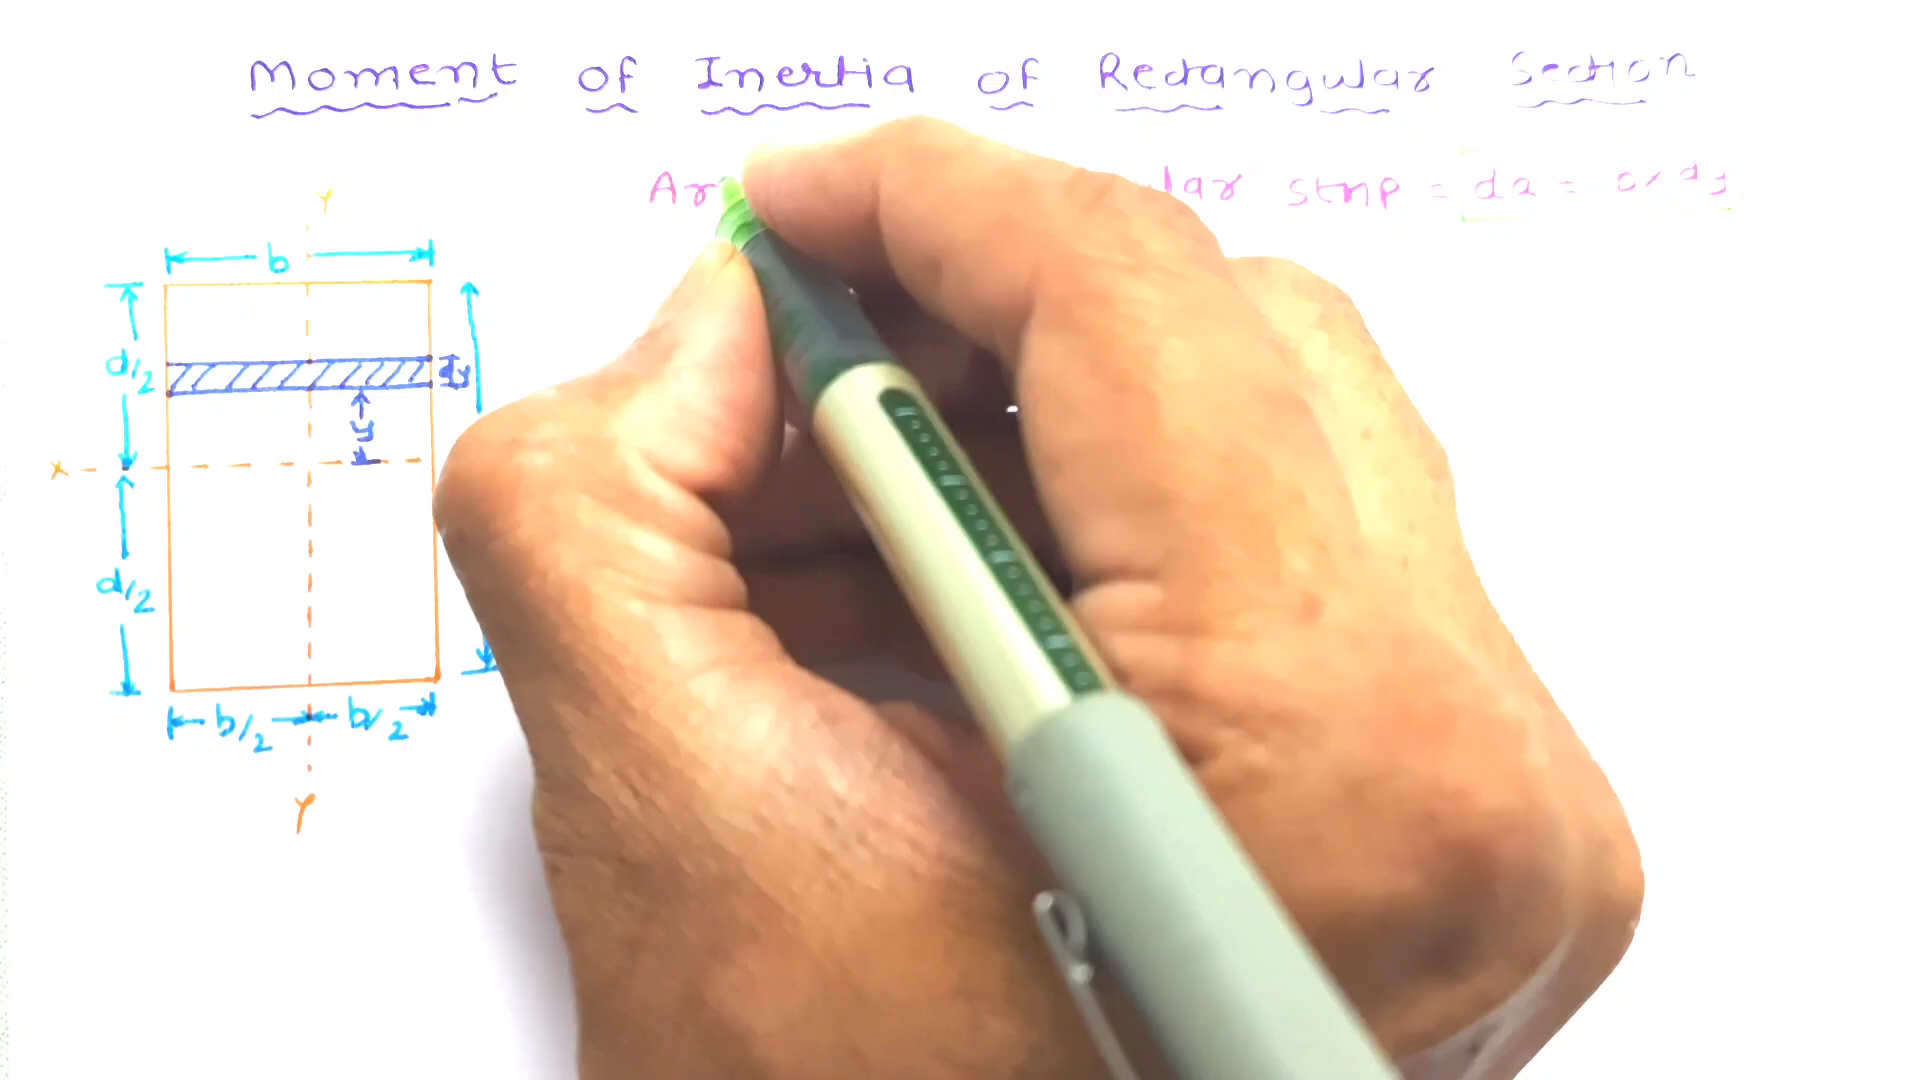 Moment of Inertia of Rectangular Section
Ar lar strip = da = b x dy
Y
b
d/2
dy
y
X
d/2
b/2 b/2
Y